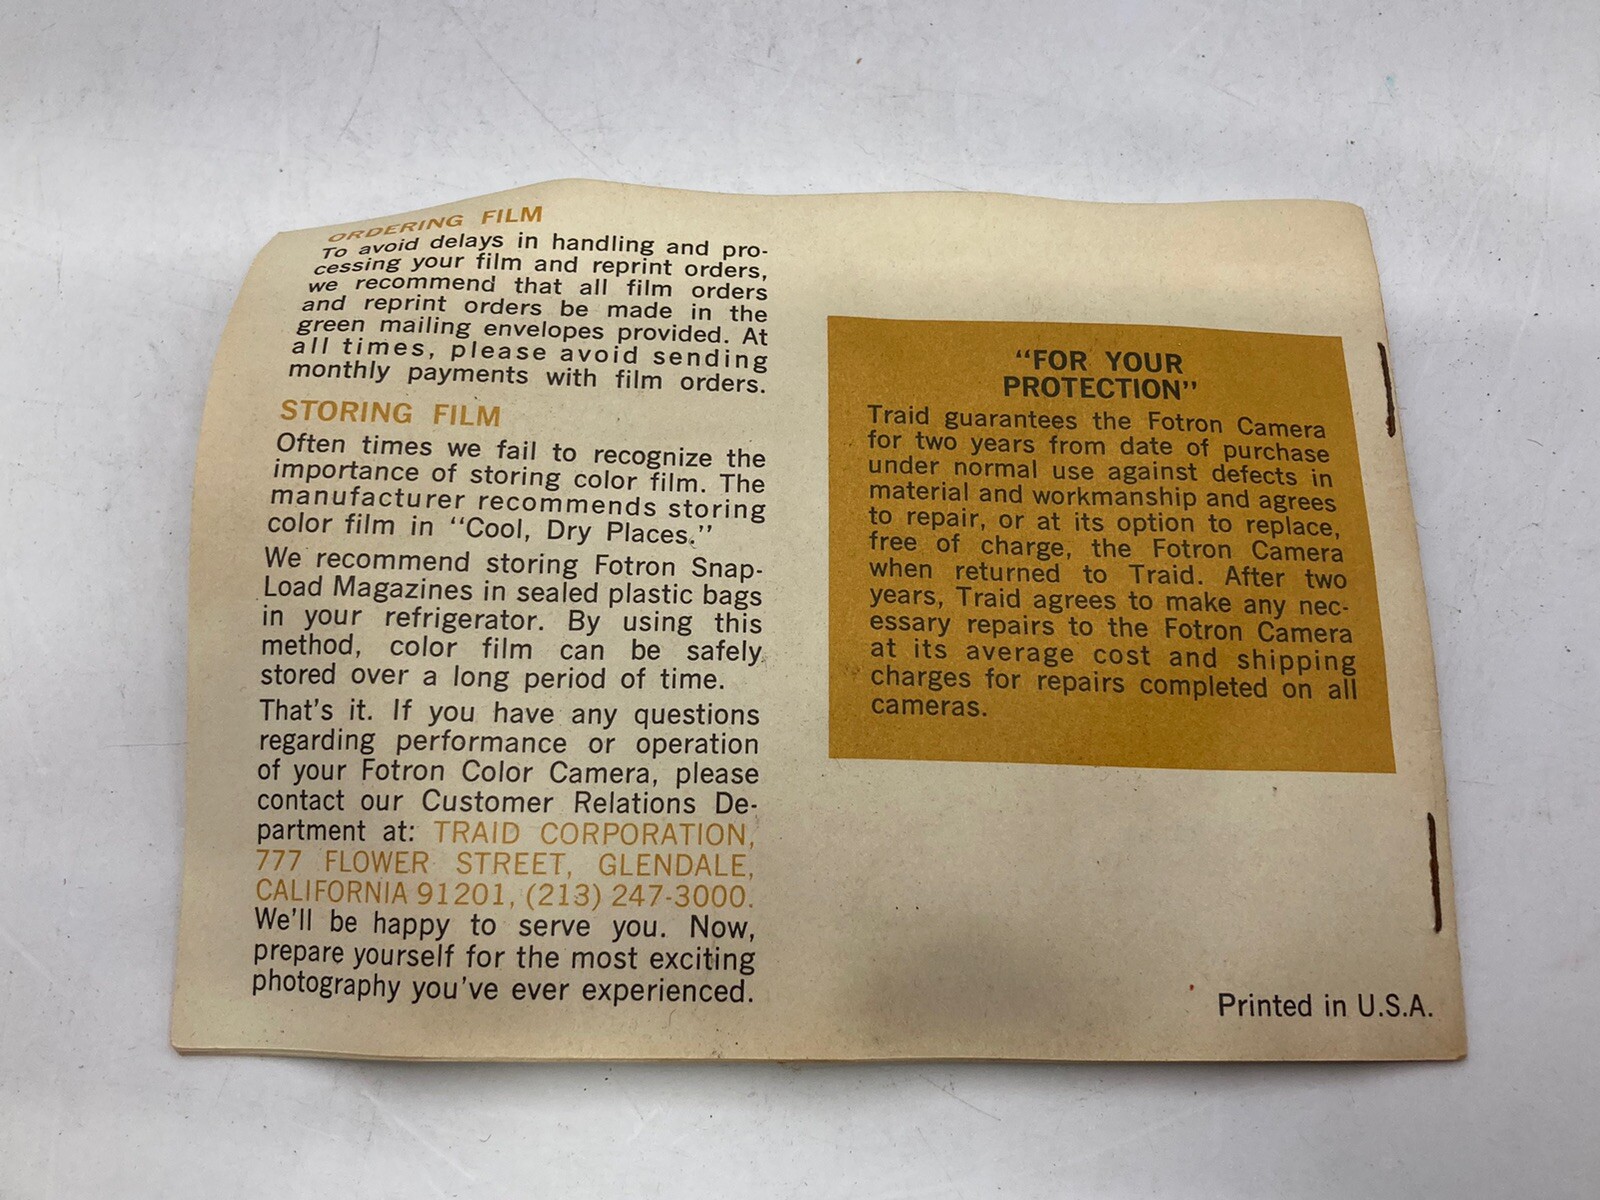 ORDERING FILM
To avoid delays in handling and pro-
cessing your film and reprint orders,
we recommend that all film orders
and reprint orders be made in the
green mailing envelopes provided. At
all times, please avoid sending
monthly payments with film orders.
STORING FILM
Often times we fail to recognize the
importance of storing color film. The
manufacturer recommends storing
color film in "Cool, Dry Places."
We recommend storing Fotron Snap-
Load Magazines in sealed plastic bags
in your refrigerator. By using this
method, color film can be safely
stored over a long period of time.
That's it. If you have any questions
regarding performance or operation
of your Fotron Color Camera, please
contact our Customer Relations De-
partment at: TRAID CORPORATION,
777 FLOWER STREET, GLENDALE,
CALIFORNIA 91201, (213) 247-3000.
We'll be happy to serve you. Now,
prepare yourself for the most exciting
photography you've ever experienced.
"FOR YOUR
PROTECTION"
Traid guarantees the Fotron Camera
for two years from date of purchase
under normal use against defects in
material and workmanship and agrees
to repair, or at its option to replace,
free of charge, the Fotron Camera
when returned to Traid. After two
years, Traid agrees to make any nec-
essary repairs to the Fotron Camera
at its average cost and shipping
charges for repairs completed on all
cameras.
Printed in U.S.A.